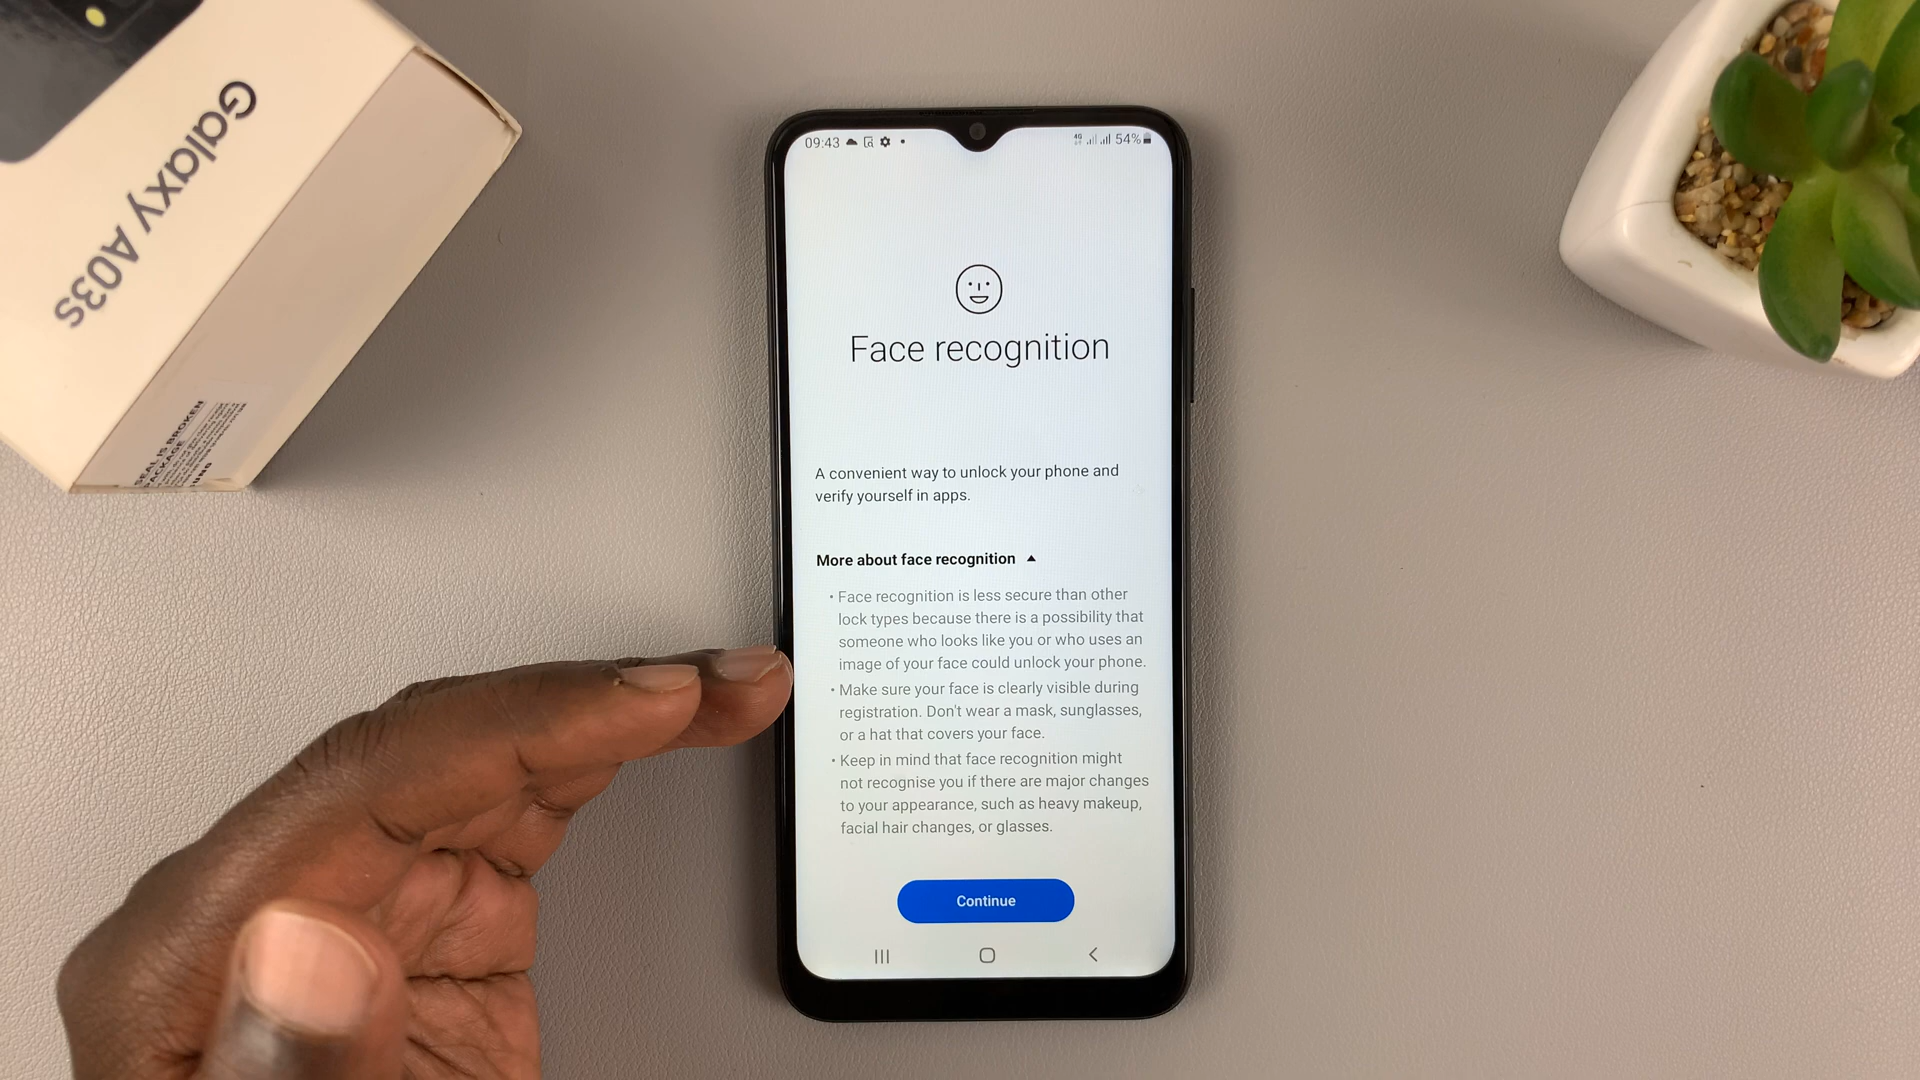 Galaxy A03s
SEAL IS BROKEN
PACKAGE
09:43
4G
54%
Face recognition
A convenient way to unlock your phone and
verify yourself in apps.
More about face recognition
• Face recognition is less secure than other
lock types because there is a possibility that
someone who looks like you or who uses an
image of your face could unlock your phone.
• Make sure your face is clearly visible during
registration. Don't wear a mask, sunglasses,
or a hat that covers your face.
• Keep in mind that face recognition might
not recognise you if there are major changes
to your appearance, such as heavy makeup,
facial hair changes, or glasses.
Continue